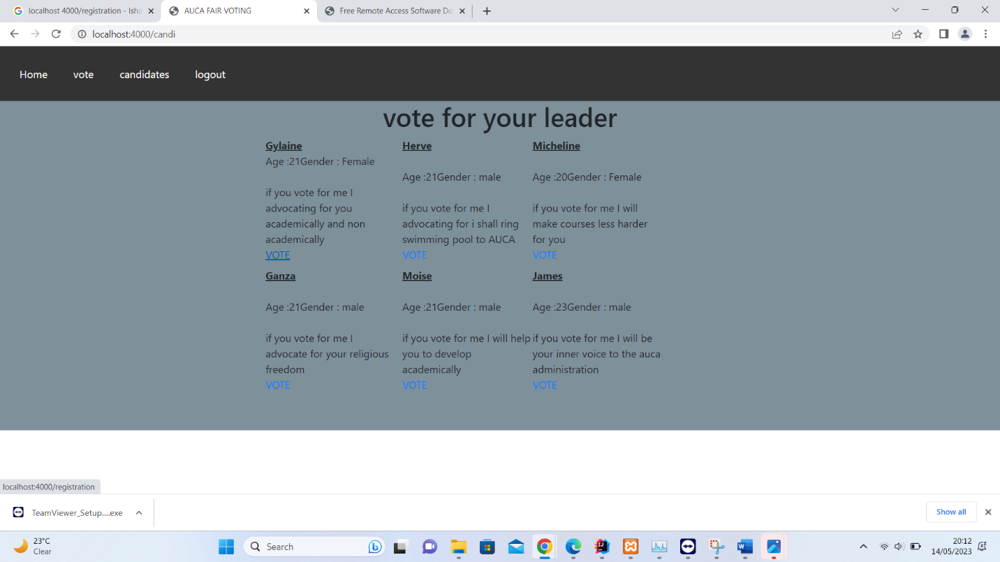 localhost 4000/registration - Isha
AUCA FAIR VOTING
Free Remote Access Software Do
localhost:4000/candi
Home vote candidates logout
vote for your leader
Gylaine
Age :21Gender : Female
if you vote for me I
advocating for you
academically and non
academically
VOTE
Herve
Age :21Gender : male
if you vote for me I
advocating for i shall ring
swimming pool to AUCA
VOTE
Micheline
Age :20Gender : Female
if you vote for me I will
make courses less harder
for you
VOTE
Ganza
Age :21Gender : male
if you vote for me I
advocate for your religious
freedom
VOTE
Moise
Age :21Gender : male
if you vote for me I will help
you to develop
academically
VOTE
James
Age :23Gender : male
if you vote for me I will be
your inner voice to the auca
administration
VOTE
localhost:4000/registration
TeamViewer_Setup....exe
Show all
23°C
Clear
Search
20:12
14/05/2023